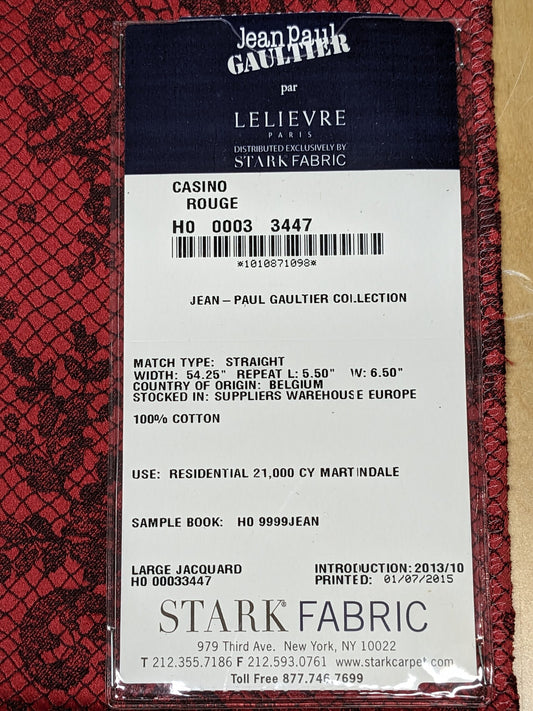 Jean Paul
GAULTIER
par
LELIEVRE
PARIS
DISTRIBUTED EXCLUSIVELY BY
STARK FABRIC
CASINO
ROUGE
H0 0003 3447
*1010871098*
JEAN-PAUL GAULTIER COLLECTION
MATCH TYPE: STRAIGHT
WIDTH: 54.25" REPEAT L: 5.50" W: 6.50"
COUNTRY OF ORIGIN: BELGIUM
STOCKED IN: SUPPLIERS WAREHOUSE EUROPE
100% COTTON
USE: RESIDENTIAL 21,000 CY MARTINDALE
SAMPLE BOOK: H0 9999JEAN
LARGE JACQUARD INTRODUCTION: 2013/10
H0 00033447 PRINTED: 01/07/2015
STARK® FABRIC
979 Third Ave. New York, NY 10022
T 212.355.7186 F 212.593.0761 www.starkcarpet.com
Toll Free 877.746.7699